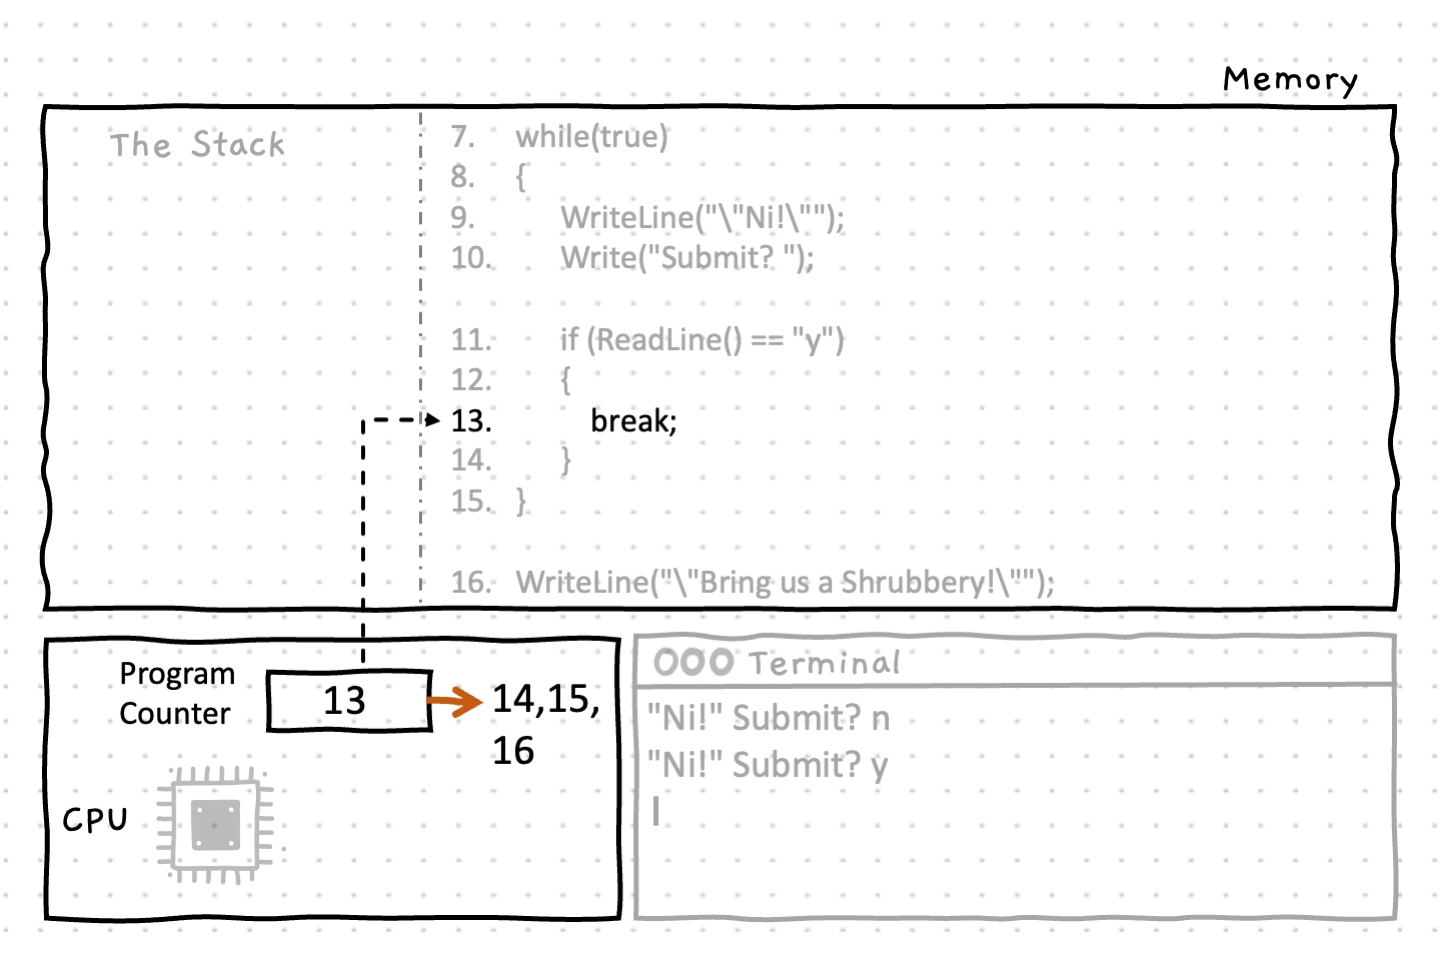 Memory
The Stack
7. while(true)
8. {
9. WriteLine("\"Ni!\"");
10. Write("Submit? ");
11. if (ReadLine() == "y")
12. {
13. break;
14. }
15. }
16. WriteLine("\"Bring us a Shrubbery!\"");
Program
Counter
13
14,15,
16
CPU
Terminal
"Ni!" Submit? n
"Ni!" Submit? y